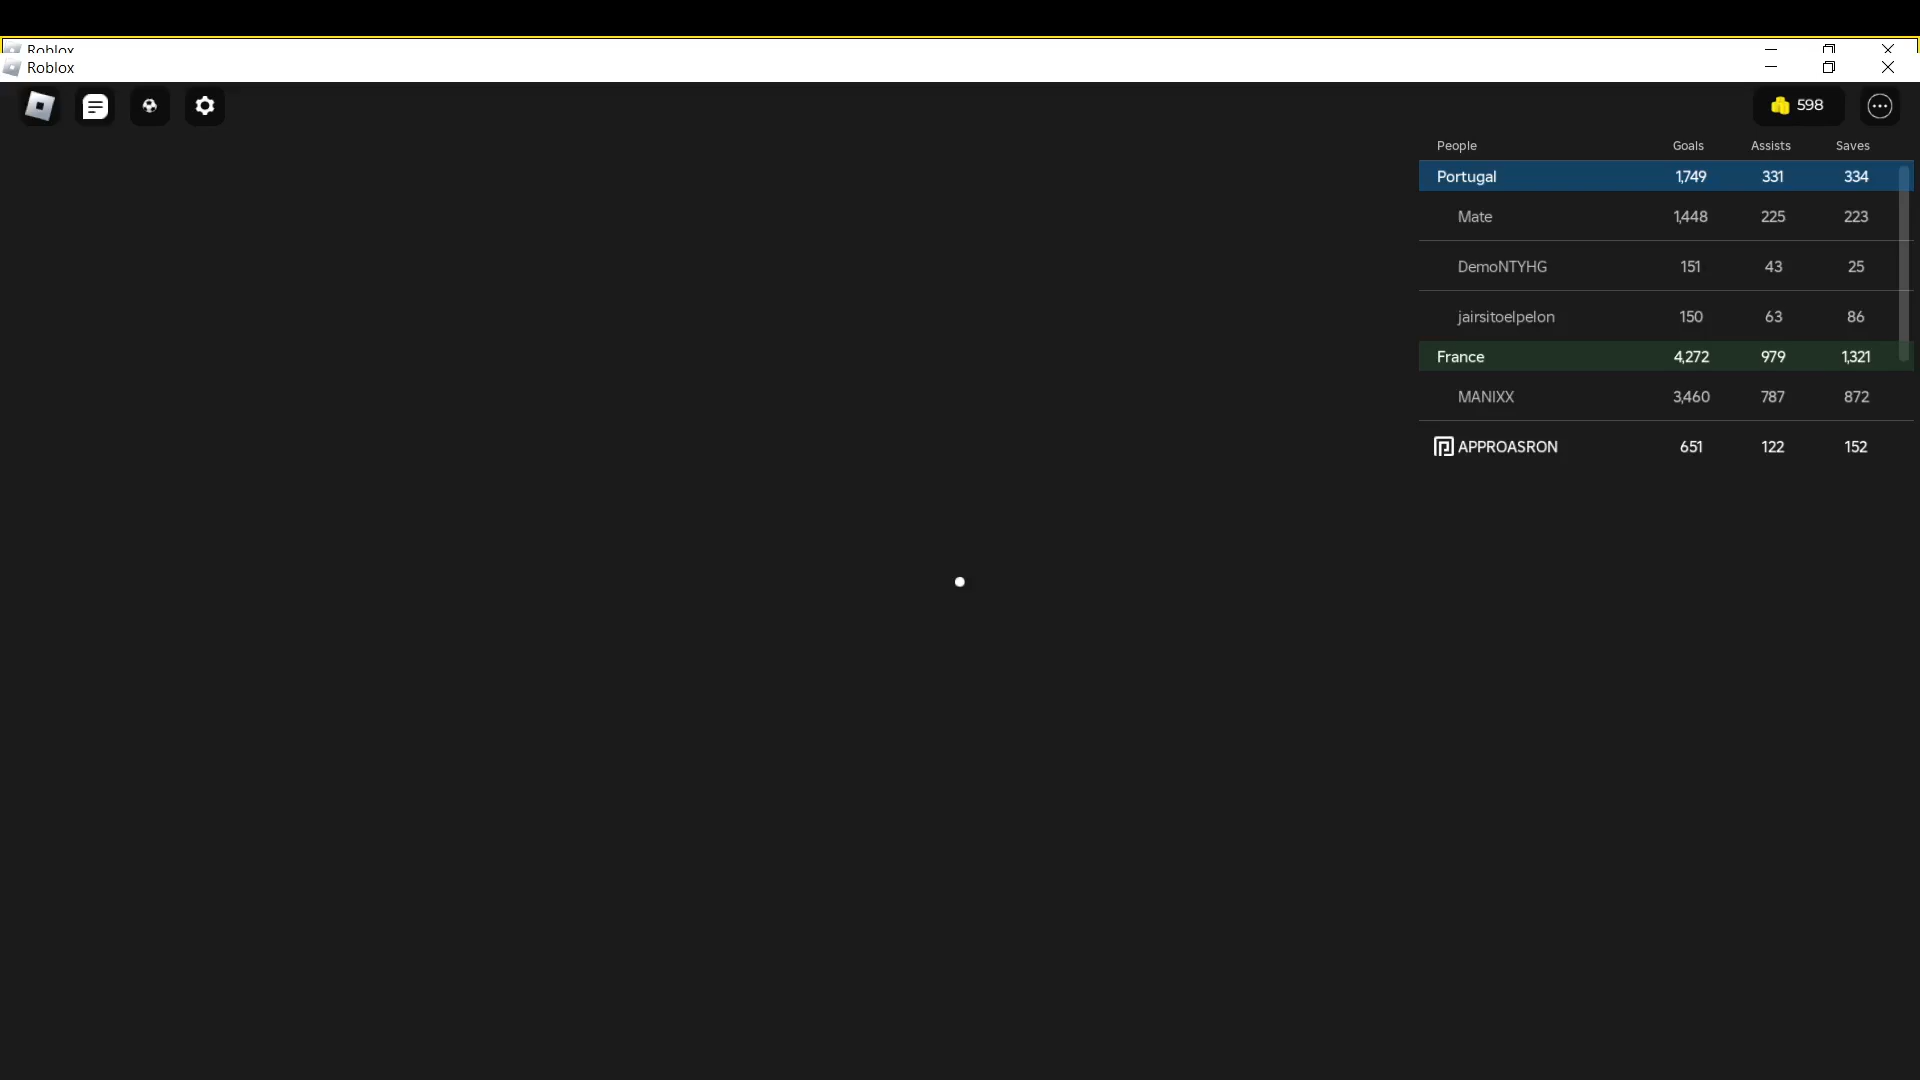 Roblox
Roblox
598
People Goals Assists Saves
Portugal 1,749 331 334
Mate 1,448 225 223
DemoNTYHG 151 43 25
jairsitoelpelon 150 63 86
France 4,272 979 1,321
MANIXX 3,460 787 872
APPROASRON 651 122 152